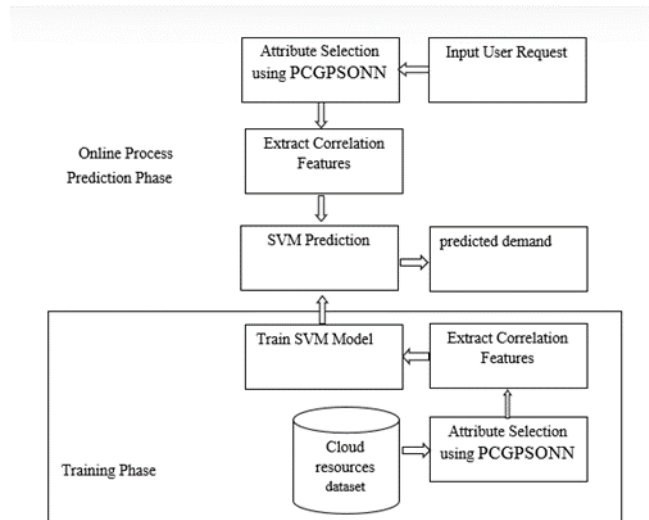 Attribute Selection
using PCGPSONN
Input User Request
Extract Correlation
Features
Online Process
Prediction Phase
SVM Prediction
predicted demand
Train SVM Model
Extract Correlation
Features
Attribute Selection
using PCGPSONN
Cloud
resources
dataset
Training Phase